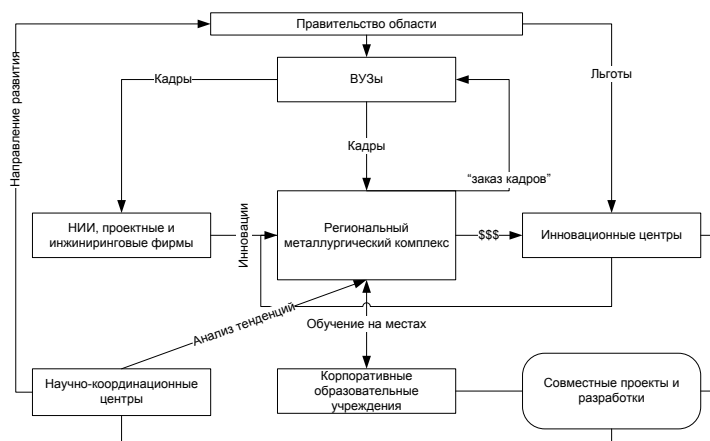 Правительство области
ВУЗы
Кадры
Льготы
Направление развития
Кадры
"заказ кадров"
НИИ, проектные и
инжиниринговые фирмы
Инновации
Региональный
металлургический комплекс
$$$
Инновационные центры
Анализ тенденций
Обучение на местах
Научно-координационные
центры
Корпоративные
образовательные
учреждения
Совместные проекты и
разработки